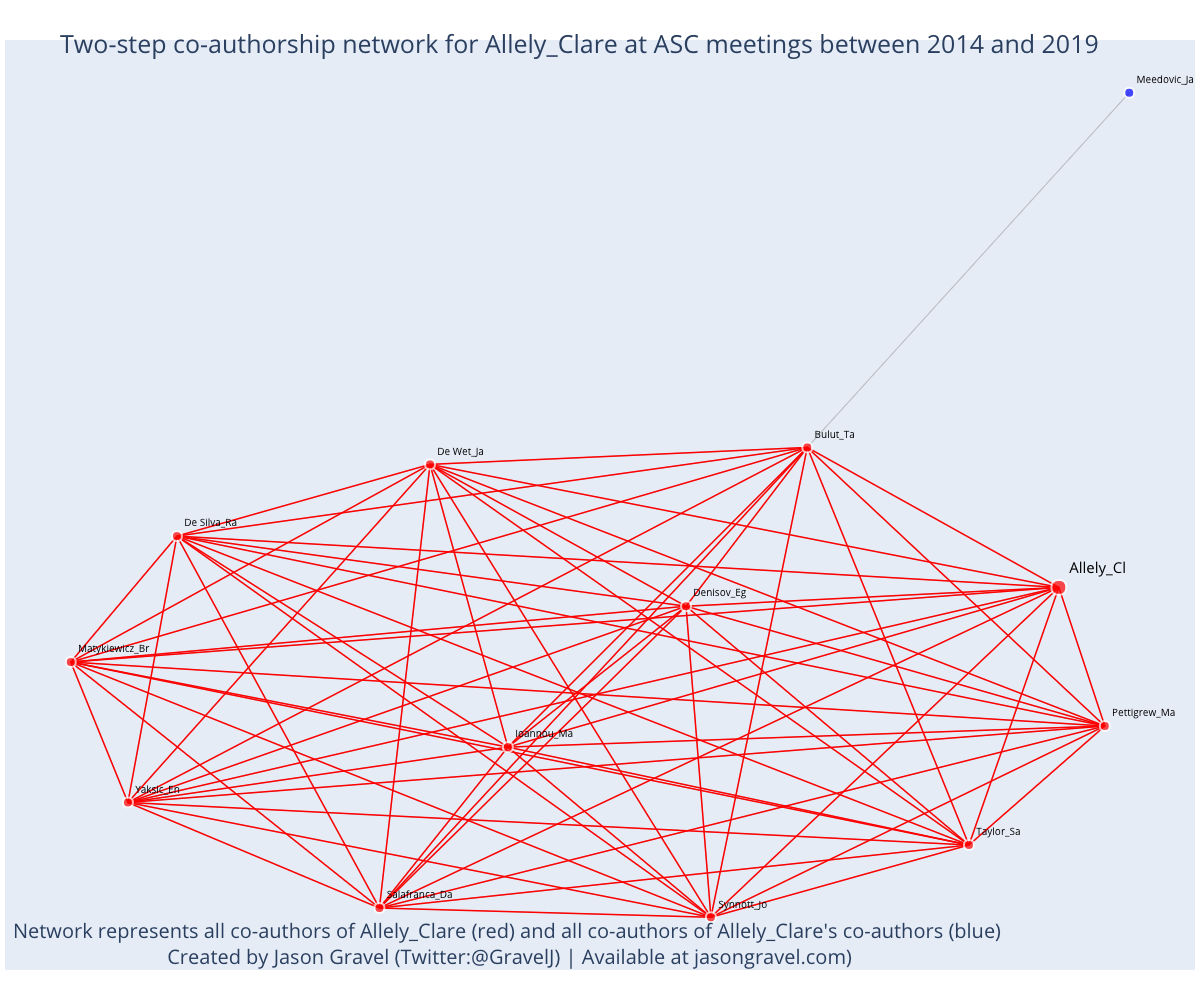 Two-step co-authorship network for Allely_Clare at ASC meetings between 2014 and 2019
Meedovic_Ja
Bulut_Ta
De Wet_Ja
De Silva_Ra
Allely_Cl
Denisov_Eg
Matykiewicz_Br
Pettigrew_Ma
Ioannou_Ma
Yaksic_En
Taylor_Sa
Salafranca_Da
Synnott_Jo
Network represents all co-authors of Allely_Clare (red) and all co-authors of Allely_Clare's co-authors (blue)
Created by Jason Gravel (Twitter:@GravelJ) | Available at jasongravel.com)